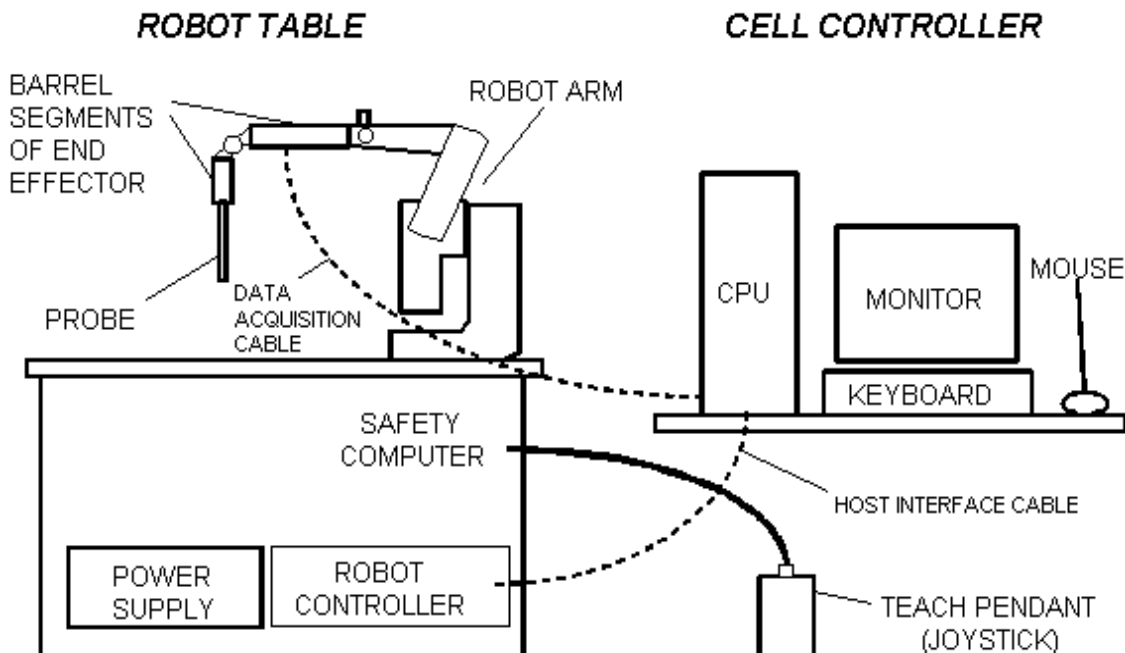 ROBOT TABLE
CELL CONTROLLER
BARREL
SEGMENTS
OF END
EFFECTOR
ROBOT ARM
PROBE
DATA
ACQUISITION
CABLE
CPU
MONITOR
MOUSE
KEYBOARD
SAFETY
COMPUTER
HOST INTERFACE CABLE
POWER
SUPPLY
ROBOT
CONTROLLER
TEACH PENDANT
(JOYSTICK)